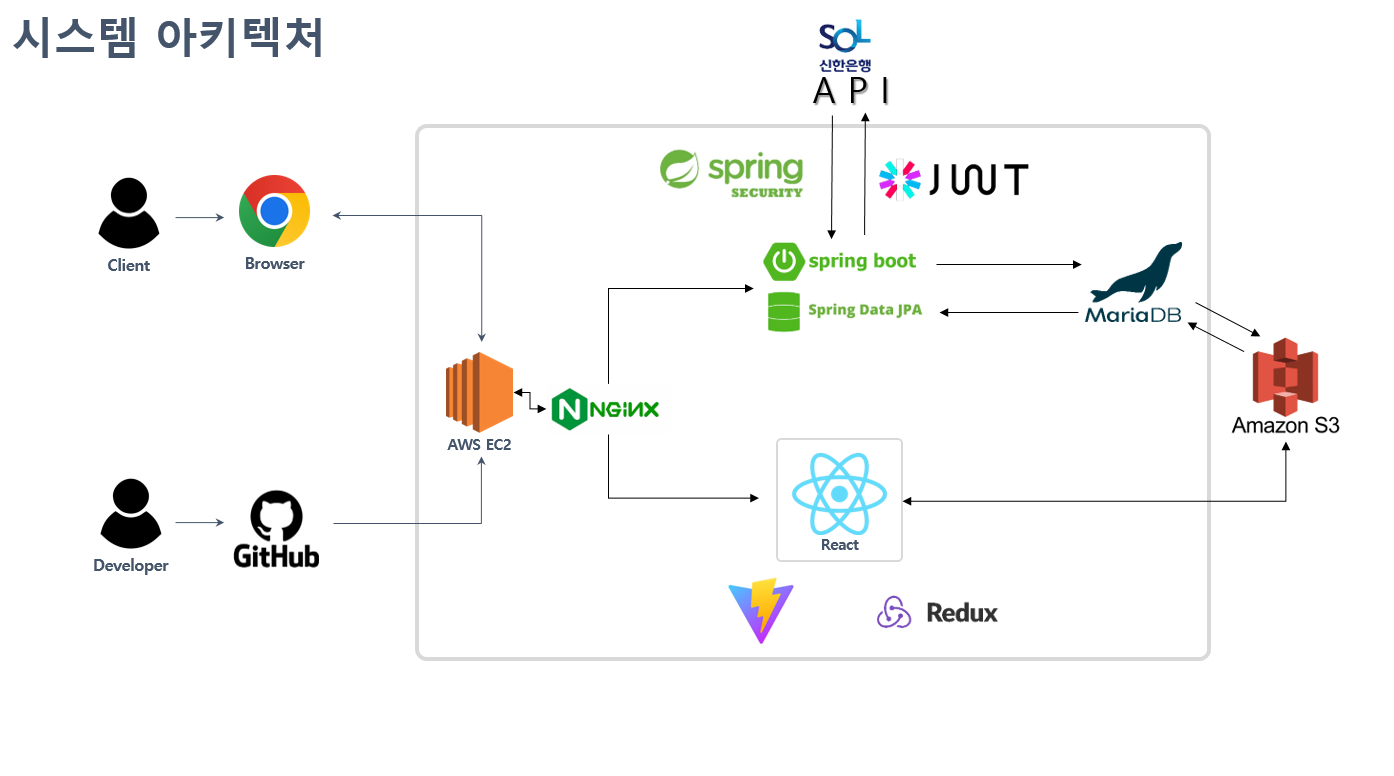 시스템 아키텍처
SOL
신한은행
API
spring
SECURITY
JWT
Client
Browser
spring boot
Spring Data JPA
MariaDB
AWS EC2
NGINX
Amazon S3
React
Developer
GitHub
Redux